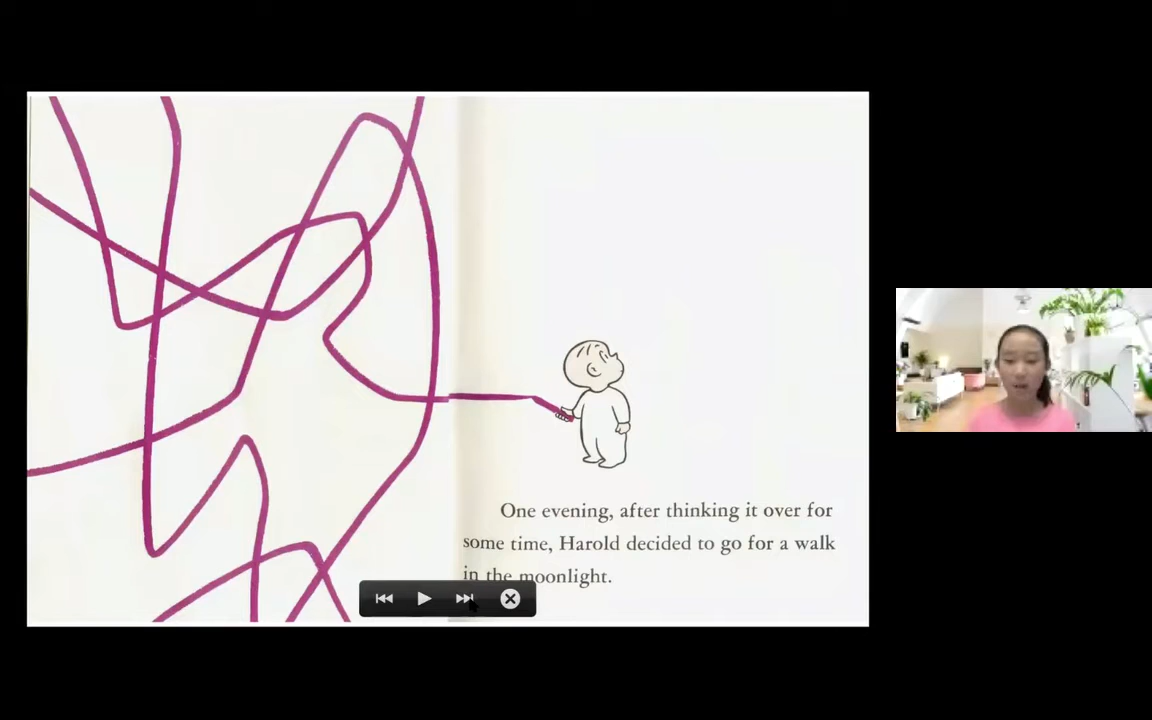 One evening, after thinking it over for
some time, Harold decided to go for a walk
in the moonlight.